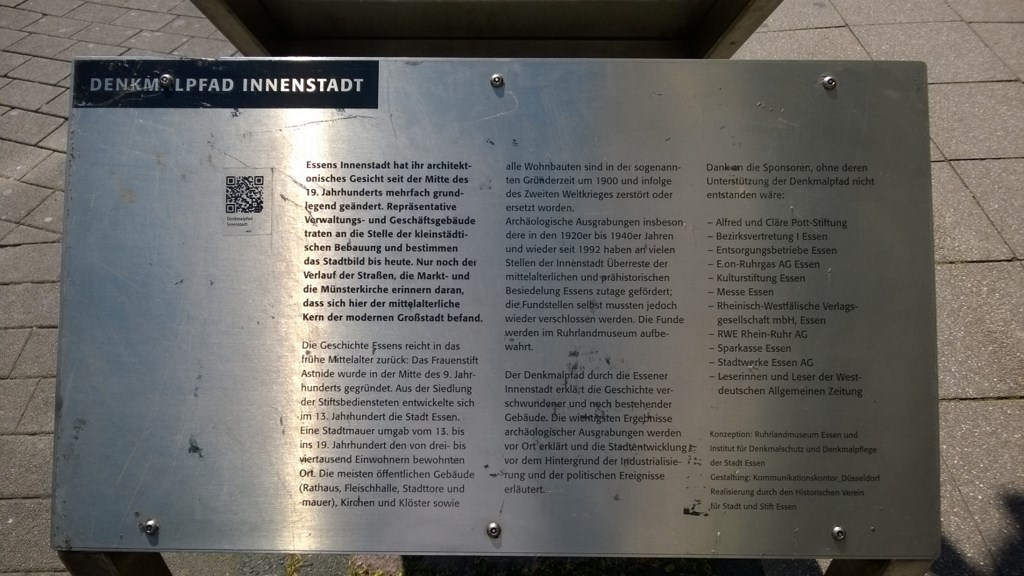 DENKMALPFAD INNENSTADT
Denkmalpfad
Innenstadt
Essens Innenstadt hat ihr architekt-
onisches Gesicht seit der Mitte des
19. Jahrhunderts mehrfach grund-
legend geändert. Repräsentative
Verwaltungs- und Geschäftsgebäude
traten an die Stelle der kleinstädti-
schen Bebauung und bestimmen
das Stadtbild bis heute. Nur noch der
Verlauf der Straßen, die Markt- und
die Münsterkirche erinnern daran,
dass sich hier der mittelalterliche
Kern der modernen Großstadt befand.
Die Geschichte Essens reicht in das
frühe Mittelalter zurück: Das Frauenstift
Astnide wurde in der Mitte des 9. Jahr-
hunderts gegründet. Aus der Siedlung
der Stiftsbediensteten entwickelte sich
im 13. Jahrhundert die Stadt Essen.
Eine Stadtmauer umgab vom 13. bis
ins 19. Jahrhundert den von drei- bis
viertausend Einwohnern bewohnten
Ort. Die meisten öffentlichen Gebäude
(Rathaus, Fleischhalle, Stadttore und
-mauer), Kirchen und Klöster sowie
alle Wohnbauten sind in der sogenann-
ten Gründerzeit um 1900 und infolge
des Zweiten Weltkrieges zerstört oder
ersetzt worden.
Archäologische Ausgrabungen insbeson
dere in den 1920er bis 1940er Jahren
und wieder seit 1992 haben an vielen
Stellen der Innenstadt Überreste der
mittelalterlichen und prähistorischen
Besiedelung Essens zutage gefördert;
die Fundstellen selbst mussten jedoch
wieder verschlossen werden. Die Funde
werden im Ruhrlandmuseum aufbe-
wahrt.
Der Denkmalpfad durch die Essener
Innenstadt erklärt die Geschichte ver-
schwundener und noch bestehender
Gebäude. Die wichtigsten Ergebnisse
archäologischer Ausgrabungen werden
vor Ort erklärt und die Stadtentwicklung
vor dem Hintergrund der Industrialisie-
rung und der politischen Ereignisse
erläutert.
Dank an die Sponsoren, ohne deren
Unterstützung der Denkmalpfad nicht
entstanden wäre:
– Alfred und Cläre Pott-Stiftung
– Bezirksvertretung I Essen
– Entsorgungsbetriebe Essen
– E.on-Ruhrgas AG Essen
– Kulturstiftung Essen
– Messe Essen
– Rheinisch-Westfälische Verlags-
gesellschaft mbH, Essen
– RWE Rhein-Ruhr AG
– Sparkasse Essen
– Stadtwerke Essen AG
– Leserinnen und Leser der West-
deutschen Allgemeinen Zeitung
Konzeption: Ruhrlandmuseum Essen und
Institut für Denkmalschutz und Denkmalpflege
der Stadt Essen
Gestaltung: Kommunikationskontor, Düsseldorf
Realisierung durch den Historischen Verein
für Stadt und Stift Essen